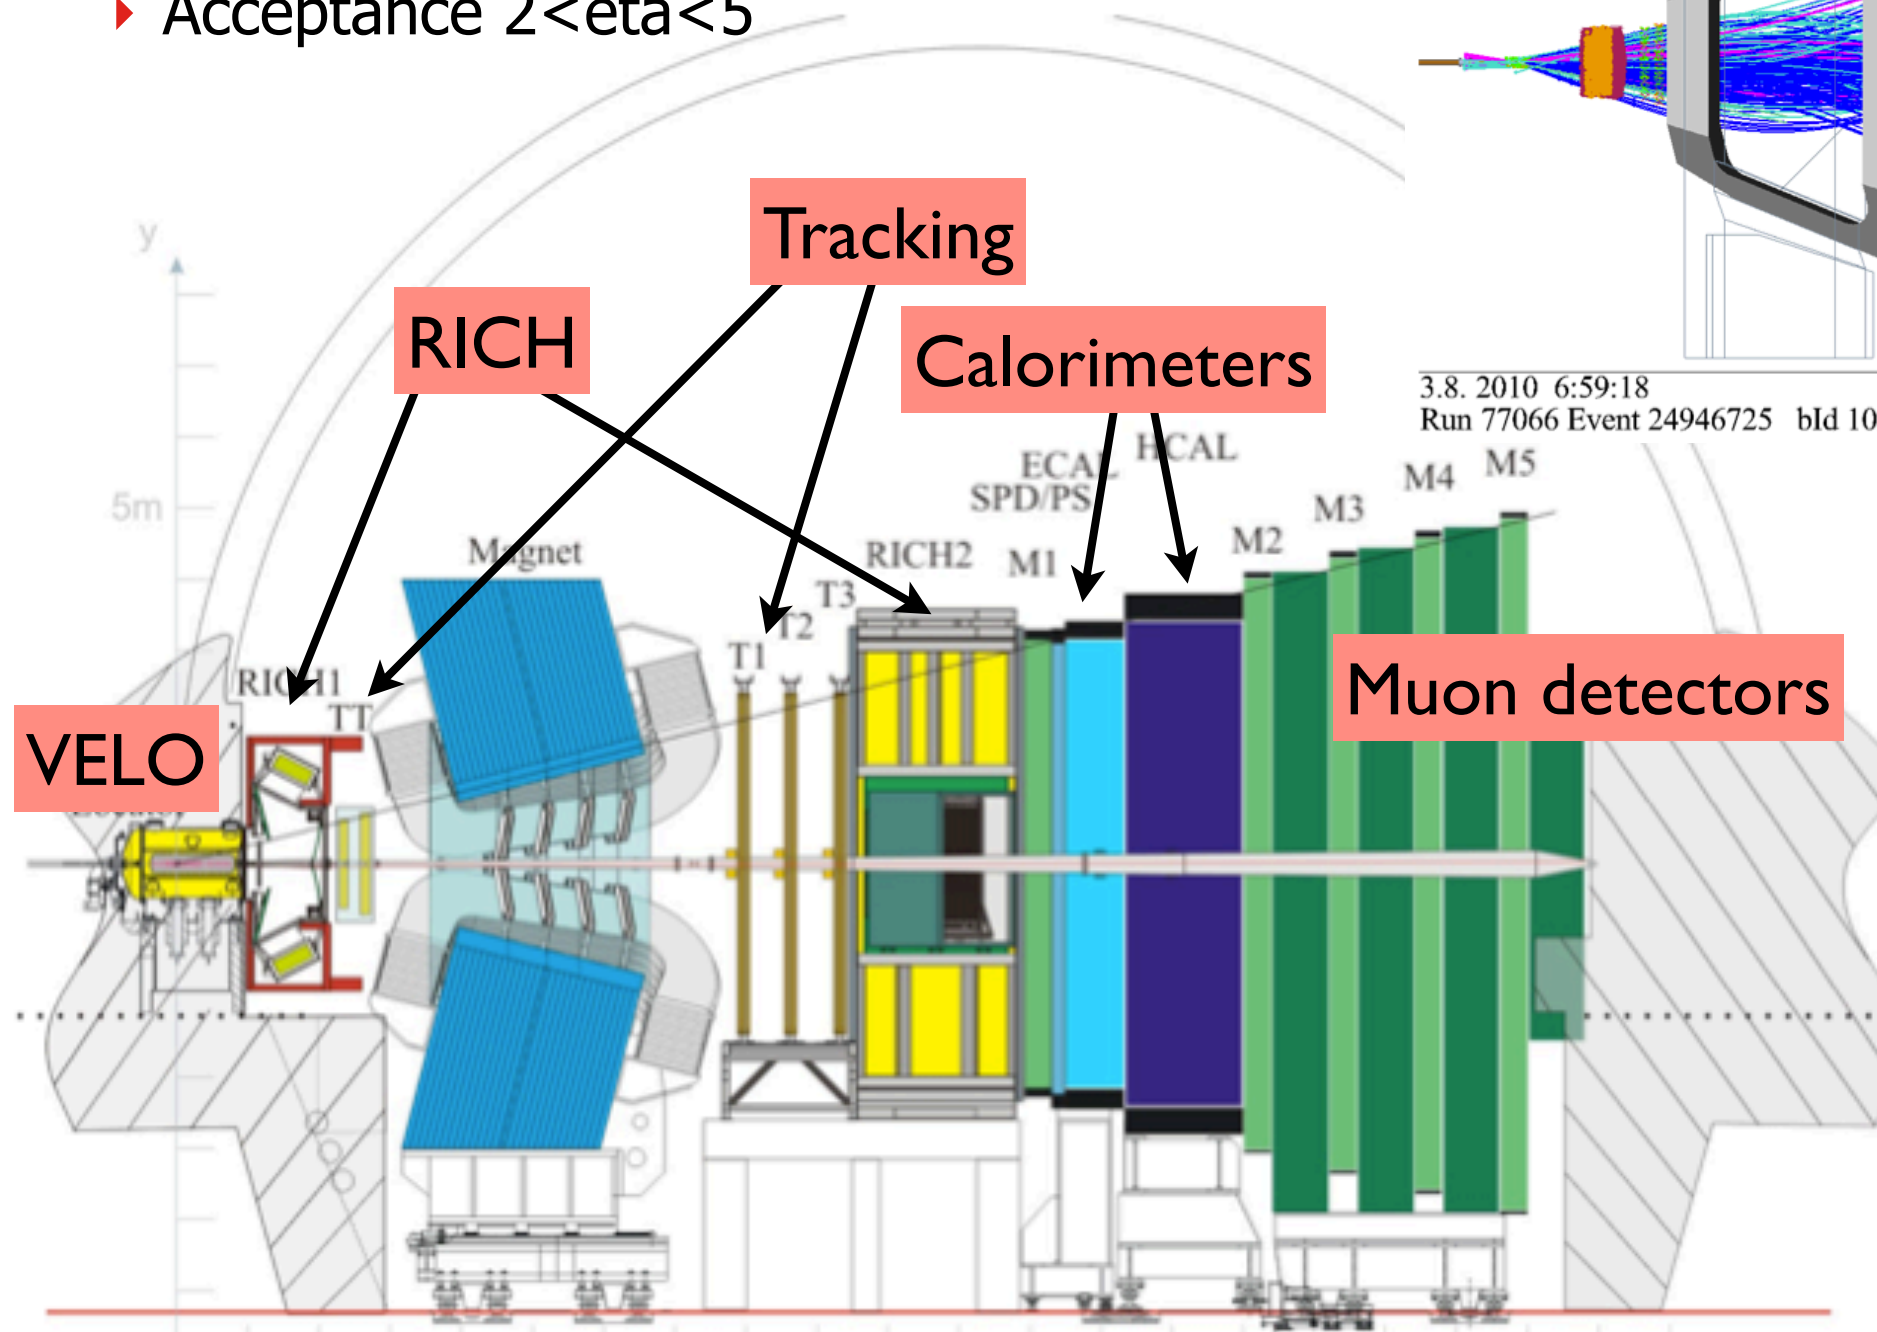 Acceptance 2<eta<5
Tracking
y
RICH
Calorimeters
3.8. 2010 6:59:18
Run 77066 Event 24946725 bId 10
ECAL
HCAL
SPD/PS
M4
M5
5m
M3
Magnet
RICH2
M1
M2
T3
T2
T1
RICH1
TT
Muon detectors
VELO